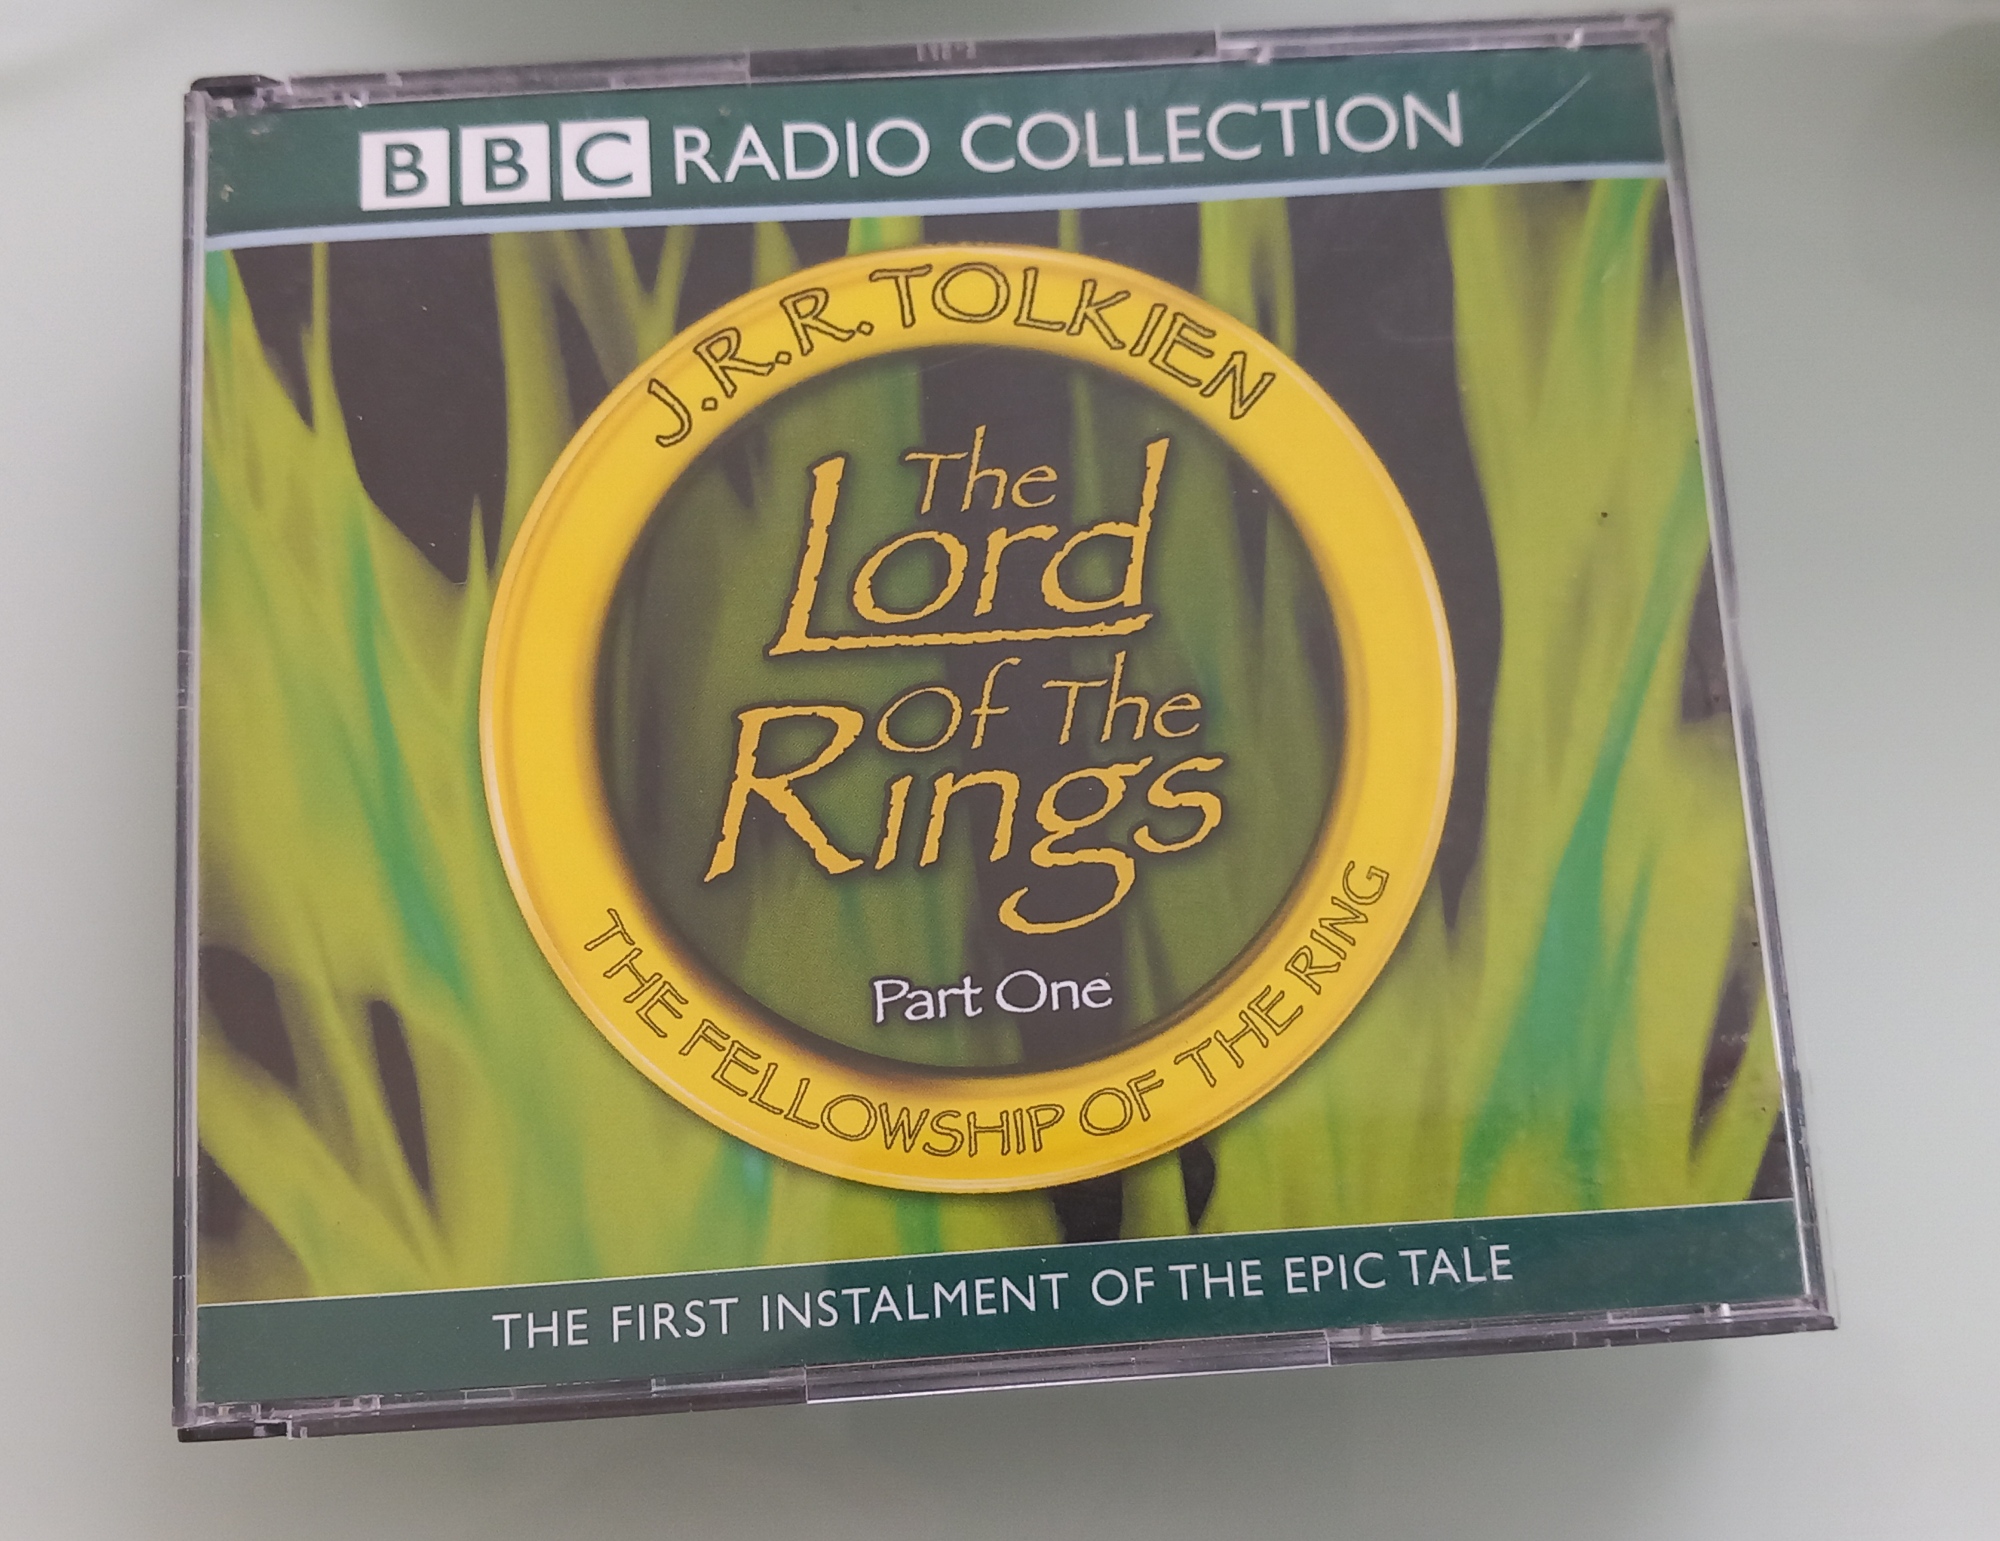 BBC RADIO COLLECTION
J.R.R. TOLKIEN
The
Lord
of The
Rings
Part One
THE FELLOWSHIP OF THE RING
THE FIRST INSTALMENT OF THE EPIC TALE